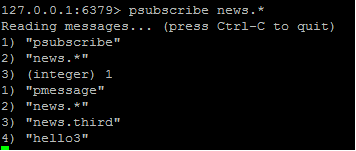 127.0.0.1:6379> psubscribe news.*
Reading messages... (press Ctrl-C to quit)
1) "psubscribe"
2) "news.*"
3) (integer) 1
1) "pmessage"
2) "news.*"
3) "news.third"
4) "hello3"